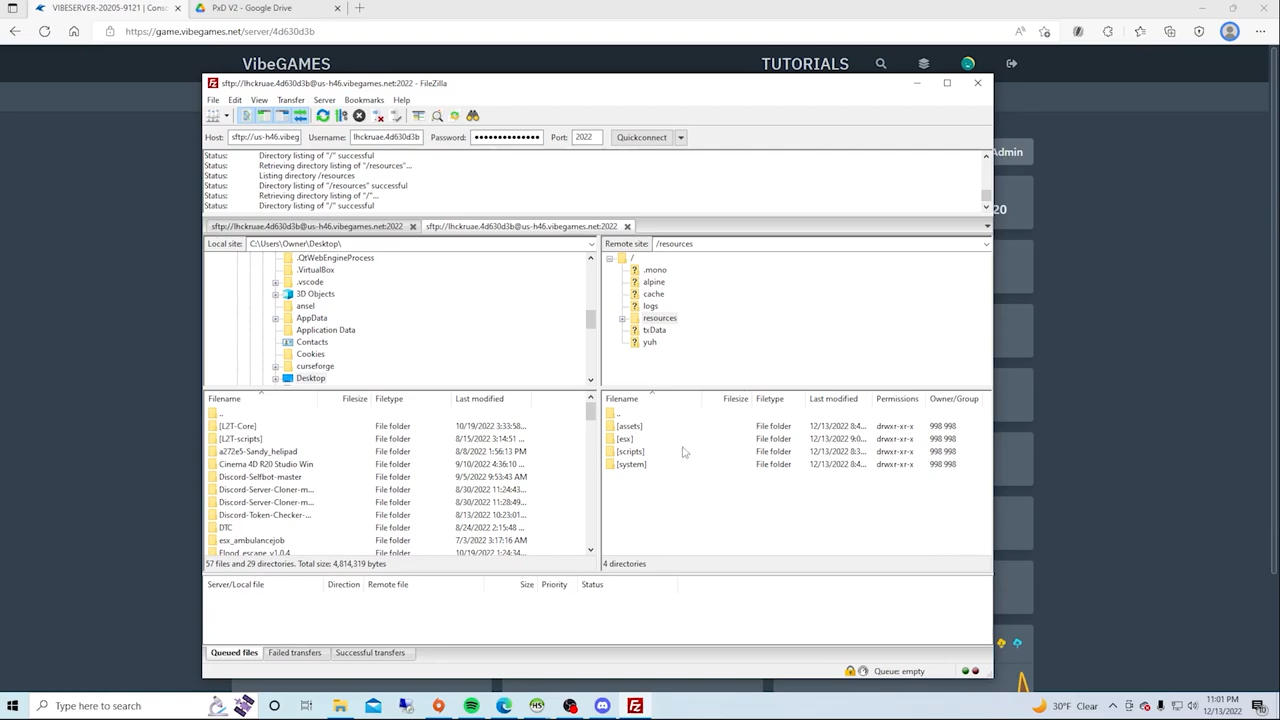 VIBESERVER-20205-9121 | Consc
PxD V2 - Google Drive
https://game.vibegames.net/server/4d630d3b
VibeGAMES
TUTORIALS
sftp://lhckruae.4d630d3b@us-h46.vibegames.net:2022 - FileZilla
File Edit View Transfer Server Bookmarks Help
Host: sftp://us-h46.vibeg Username: lhckruae.4d630d3b Password: ●●●●●●●●●●●●●● Port: 2022 Quickconnect
Admin
Status: Directory listing of "/" successful
Status: Retrieving directory listing of "/resources"...
Status: Listing directory /resources
Status: Directory listing of "/resources" successful
Status: Retrieving directory listing of "/"...
Status: Directory listing of "/" successful
20
sftp://lhckruae.4d630d3b@us-h46.vibegames.net:2022 sftp://lhckruae.4d630d3b@us-h46.vibegames.net:2022
Local site: C:\Users\Owner\Desktop\
.QtWebEngineProcess
.VirtualBox
.vscode
3D Objects
ansel
AppData
Application Data
Contacts
Cookies
curseforge
Desktop
Remote site: /resources
/
.mono
alpine
cache
logs
resources
txData
yuh
Filename Filesize Filetype Last modified
..
[L2T-Core] File folder 10/19/2022 3:33:58...
[L2T-scripts] File folder 8/15/2022 3:14:51 ...
a272e5-Sandy_helipad File folder 8/8/2022 1:56:13 PM
Cinema 4D R20 Studio Win File folder 9/10/2022 4:36:10 ...
Discord-Selfbot-master File folder 9/5/2022 9:53:43 AM
Discord-Server-Cloner-m... File folder 8/30/2022 11:24:43...
Discord-Server-Cloner-m... File folder 8/30/2022 11:28:49...
Discord-Token-Checker-... File folder 8/13/2022 10:23:01...
DTC File folder 8/24/2022 2:15:48 ...
esx_ambulancejob File folder 7/3/2022 3:17:16 AM
Flood_escape_v1.0.4 File folder 10/19/2022 1:24:34...
57 files and 29 directories. Total size: 4,814,319 bytes
Filename Filesize Filetype Last modified Permissions Owner/Group
..
[assets] File folder 12/13/2022 8:4... drwxr-xr-x 998 998
[esx] File folder 12/13/2022 9:0... drwxr-xr-x 998 998
[scripts] File folder 12/13/2022 8:3... drwxr-xr-x 998 998
[system] File folder 12/13/2022 8:4... drwxr-xr-x 998 998
4 directories
Server/Local file Direction Remote file Size Priority Status
Queued files Failed transfers Successful transfers
Queue: empty
Type here to search
30°F Clear
11:01 PM
12/13/2022